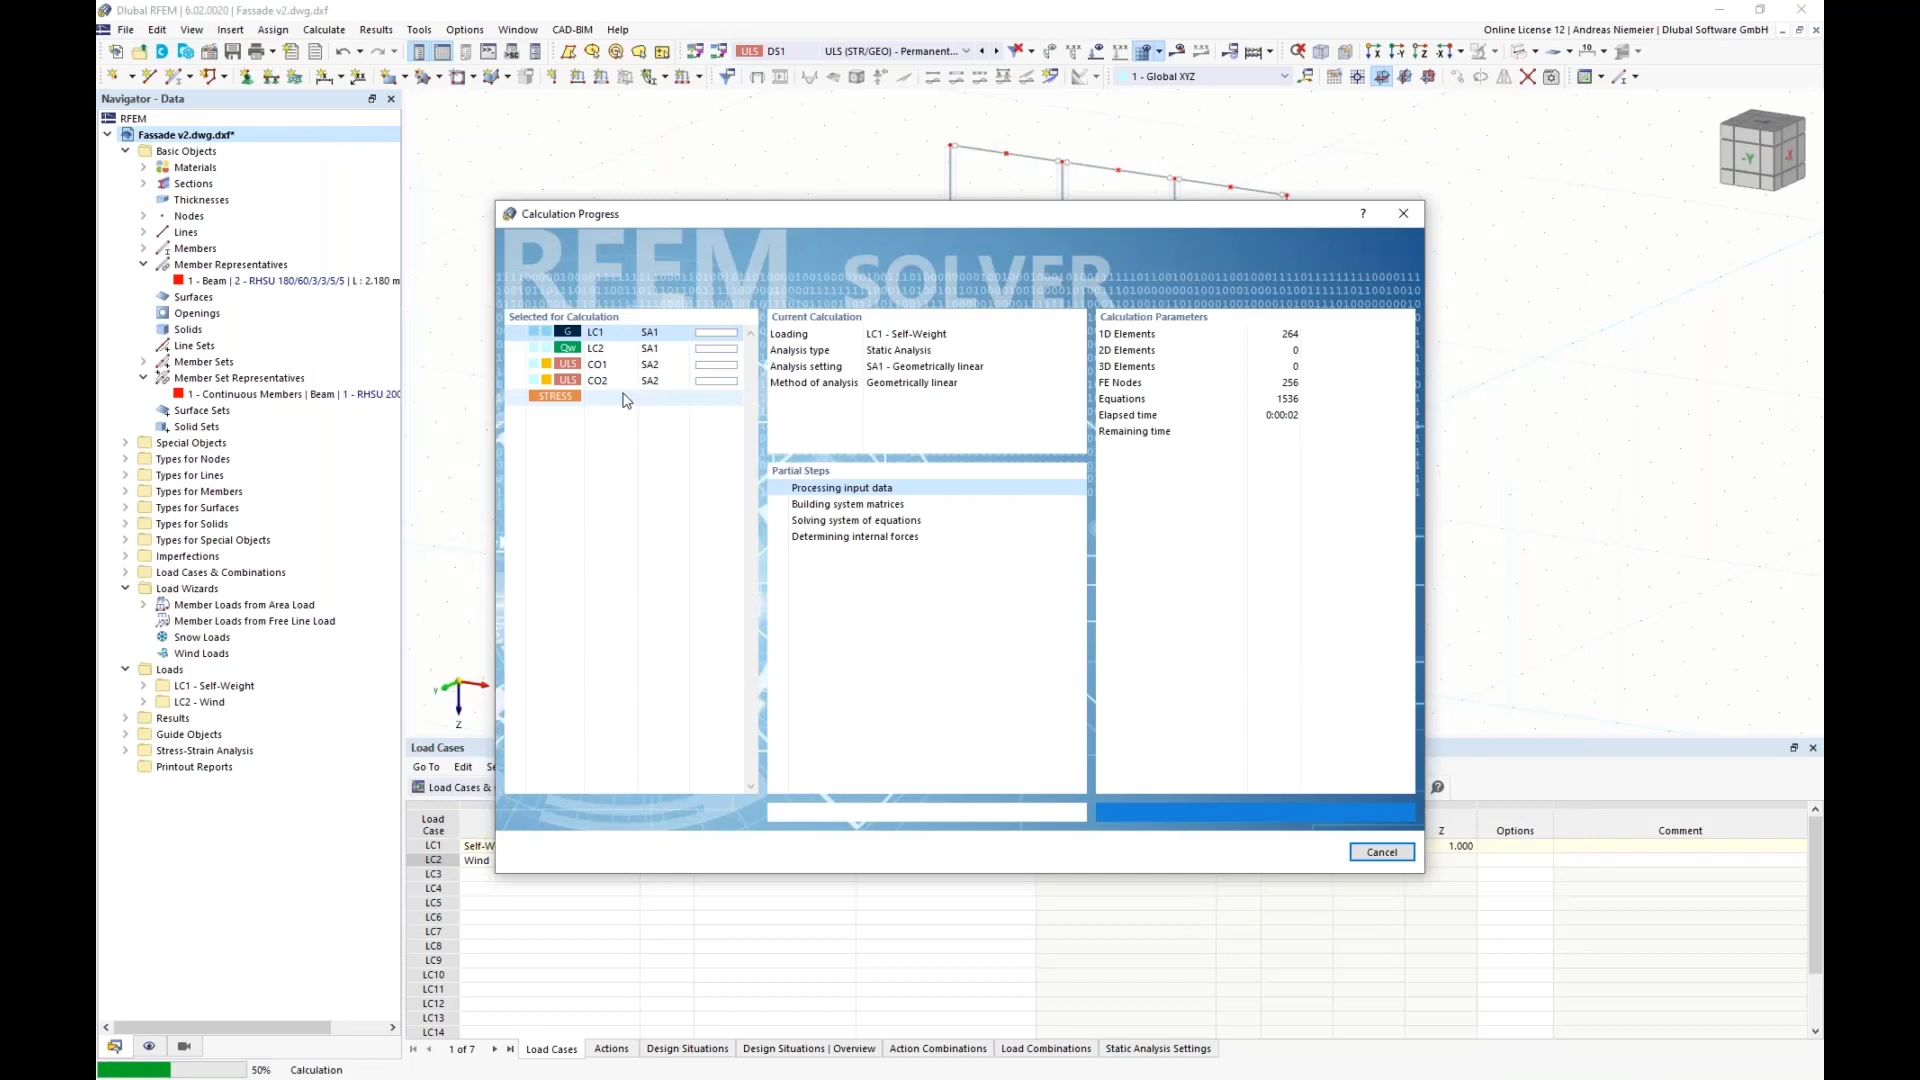 Dlubal RFEM | 6.02.0020 | Fassade v2.dwg.dxf
File Edit View Insert Assign Calculate Results Tools Options Window CAD-BIM Help
Online License 12 | Andreas Niemeier | Dlubal Software GmbH
ULS DS1 ULS (STR/GEO) - Permanent...
1 - Global XYZ
Navigator - Data
RFEM
Fassade v2.dwg.dxf*
Basic Objects
Materials
Sections
Thicknesses
Nodes
Lines
Members
Member Representatives
1 - Beam | 2 - RHSU 180/60/3/3/5/5 | L : 2.180 m
Surfaces
Openings
Solids
Line Sets
Member Sets
Member Set Representatives
1 - Continuous Members | Beam | 1 - RHSU 200
Surface Sets
Solid Sets
Special Objects
Types for Nodes
Types for Lines
Types for Members
Types for Surfaces
Types for Solids
Types for Special Objects
Imperfections
Load Cases & Combinations
Load Wizards
Member Loads from Area Load
Member Loads from Free Line Load
Snow Loads
Wind Loads
Loads
LC1 - Self-Weight
LC2 - Wind
Results
Guide Objects
Stress-Strain Analysis
Printout Reports
-Y
-X
Y
Z
Calculation Progress
?
RFEM SOLVER
Selected for Calculation
G LC1 SA1
Qw LC2 SA1
ULS CO1 SA2
ULS CO2 SA2
STRESS
Current Calculation
Loading LC1 - Self-Weight
Analysis type Static Analysis
Analysis setting SA1 - Geometrically linear
Method of analysis Geometrically linear
Partial Steps
Processing input data
Building system matrices
Solving system of equations
Determining internal forces
Calculation Parameters
1D Elements 264
2D Elements 0
3D Elements 0
FE Nodes 256
Equations 1536
Elapsed time 0:00:02
Remaining time
Cancel
Load Cases
Go To Edit
Load Cases &
Load Case
Z Options Comment
LC1 Self-W 1.000
LC2 Wind
LC3
LC4
LC5
LC6
LC7
LC8
LC9
LC10
LC11
LC12
LC13
LC14
1 of 7 Load Cases Actions Design Situations Design Situations | Overview Action Combinations Load Combinations Static Analysis Settings
50% Calculation